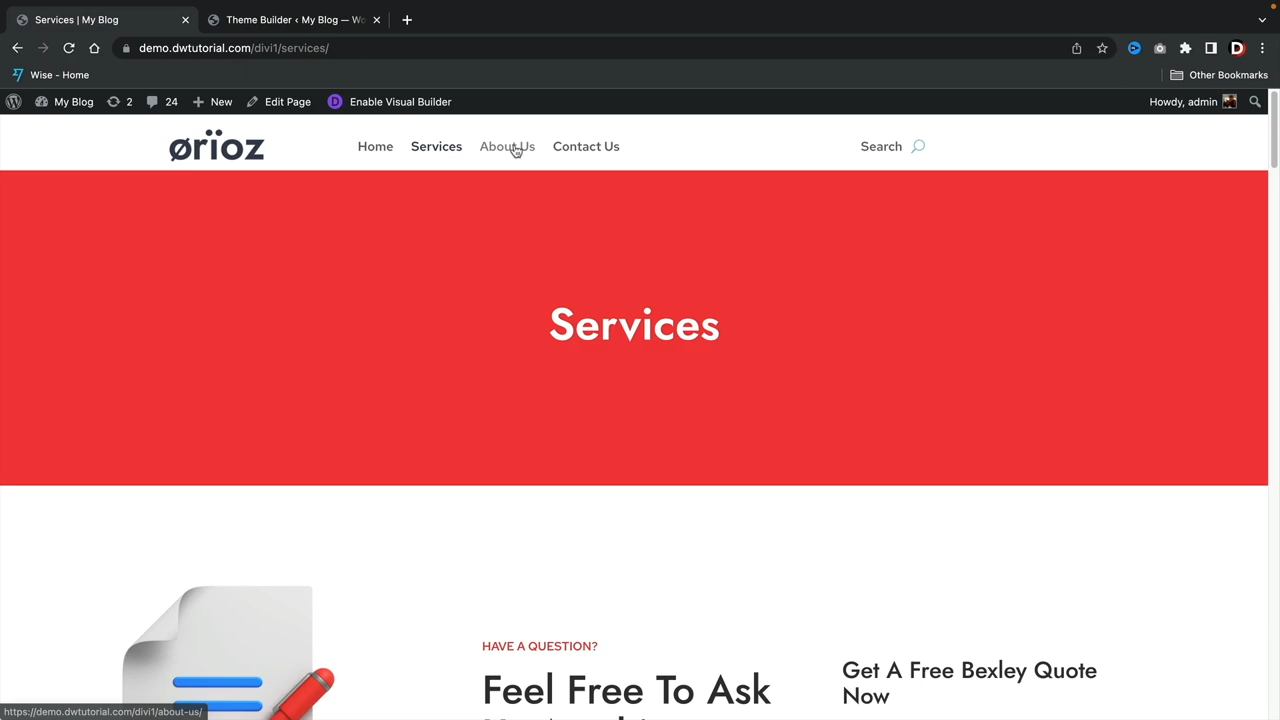 Services | My Blog
Theme Builder ‹ My Blog — Wo
demo.dwtutorial.com/divi1/services/
Wise - Home
Other Bookmarks
My Blog 2 24 New Edit Page Enable Visual Builder
Howdy, admin
ørïoz
Home Services About Us Contact Us
Search
Services
HAVE A QUESTION?
Feel Free To Ask
Get A Free Bexley Quote
Now
https://demo.dwtutorial.com/divi1/about-us/